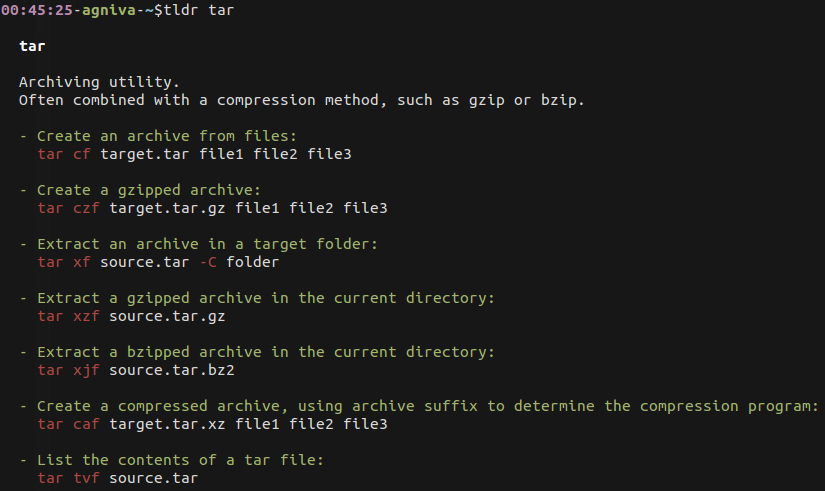 00:45:25-agniva-~$tldr tar
tar
Archiving utility.
Often combined with a compression method, such as gzip or bzip.
- Create an archive from files:
tar cf target.tar file1 file2 file3
- Create a gzipped archive:
tar czf target.tar.gz file1 file2 file3
- Extract an archive in a target folder:
tar xf source.tar -C folder
- Extract a gzipped archive in the current directory:
tar xzf source.tar.gz
- Extract a bzipped archive in the current directory:
tar xjf source.tar.bz2
- Create a compressed archive, using archive suffix to determine the compression program:
tar caf target.tar.xz file1 file2 file3
- List the contents of a tar file:
tar tvf source.tar